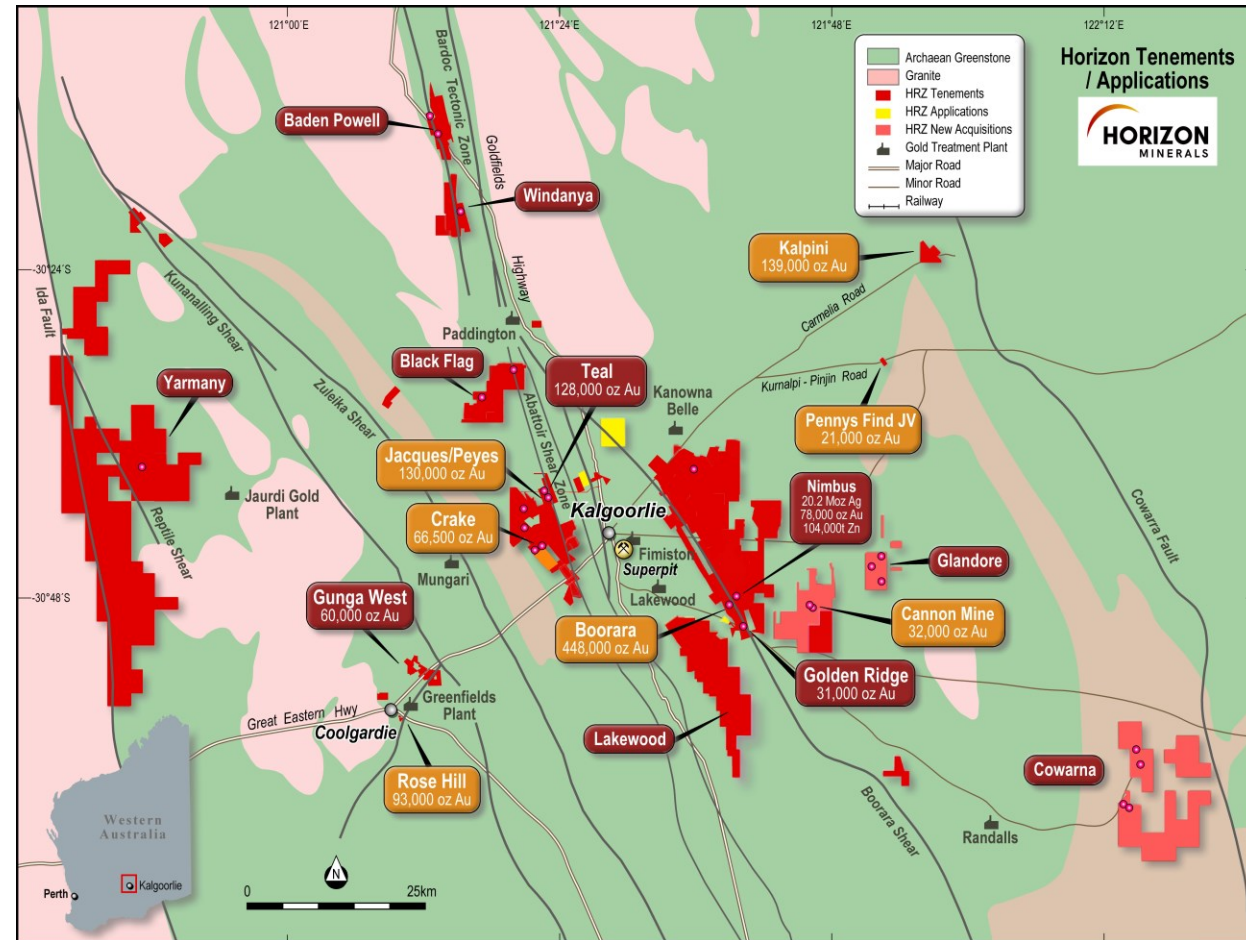 121°00´E
121°24´E
121°48´E
122°12´E
Horizon Tenements
/ Applications
HORIZON
MINERALS
Archaean Greenstone
Granite
HRZ Tenements
HRZ Applications
HRZ New Acquisitions
Gold Treatment Plant
Major Road
Minor Road
Railway
Bardoc Tectonic Zone
Goldfields
Highway
Baden Powell
Windanya
Kalpini
139,000 oz Au
-30°24´S
Ida Fault
Kunanalling Shear
Carmelia Road
Paddington
Black Flag
Teal
128,000 oz Au
Kurnalpi - Pinjin Road
Yarmany
Zuleika Shear
Abattoir Shear Zone
Kanowna
Belle
Pennys Find JV
21,000 oz Au
Jacques/Peyes
130,000 oz Au
Nimbus
20.2 Moz Ag
78,000 oz Au
104,000t Zn
Jaurdi Gold
Plant
Reptile Shear
Crake
66,500 oz Au
Kalgoorlie
Cowarra Fault
Fimiston
Superpit
Glandore
Mungari
Lakewood
-30°48´S
Gunga West
60,000 oz Au
Boorara
448,000 oz Au
Cannon Mine
32,000 oz Au
Golden Ridge
31,000 oz Au
Greenfields
Plant
Great Eastern Hwy
Coolgardie
Lakewood
Cowarna
Rose Hill
93,000 oz Au
Boorara Shear
Randalls
Western
Australia
Perth
Kalgoorlie
N
0
25km